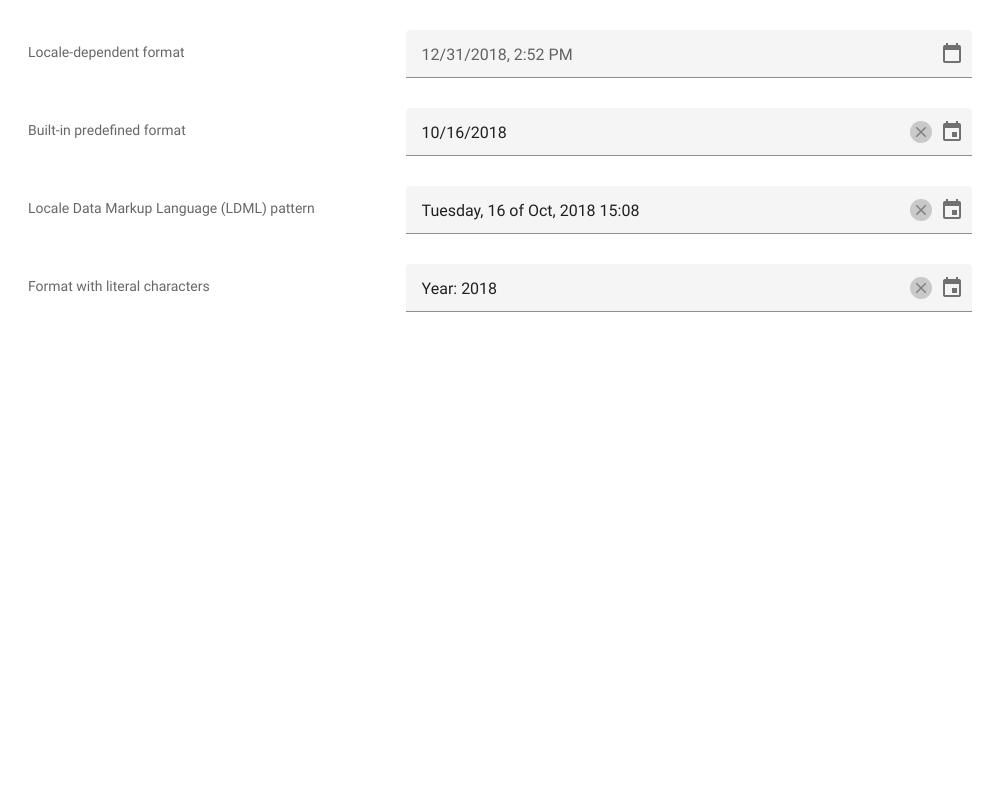 Locale-dependent format
12/31/2018, 2:52 PM
Built-in predefined format
10/16/2018
Locale Data Markup Language (LDML) pattern
Tuesday, 16 of Oct, 2018 15:08
Format with literal characters
Year: 2018